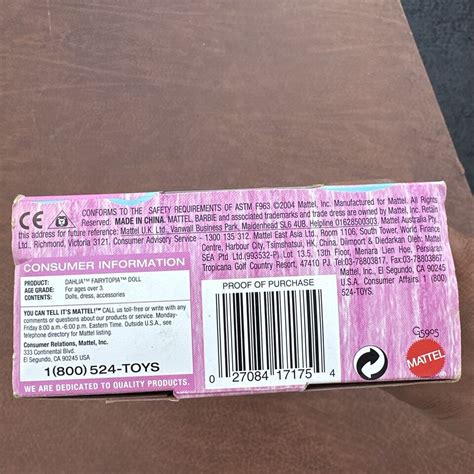 CONFORMS TO THE SAFETY REQUIREMENTS OF ASTM F963. ©2004 Mattel, Inc. Manufactured for Mattel. All Rights
CE Reserved. MADE IN CHINA. MATTEL, BARBIE and associated trademarks and trade dress are owned by Mattel, Inc. Retain
this address for future reference: Mattel U.K. Ltd., Vanwall Business Park, Maidenhead SL6 4UB. Helpline 01628500303. Mattel Australia Pty.,
Ltd., Richmond, Victoria 3121. Consumer Advisory Service – 1300 135 312. Mattel East Asia Ltd., Room 1106, South Tower, World Finance
Centre, Harbour City, Tsimshatsui, HK, China. Diimport & Diedarkan Oleh: Mattel
SEA Ptd Ltd.(993532-P) Lot 13.5, 13th Floor, Menara Lien Hoe, Persiaran
Tropicana Golf Country Resort, 47410 PJ. Tel:03-78803817, Fax:03-78803867.
El Segundo, CA 90245
U.S.A. Consumer Affairs 1 (800)
524-TOYS.
CONSUMER INFORMATION
PRODUCT: DAHLIA™ FAIRYTOPIA™ DOLL
AGE GRADE: For ages over 3
CONTENTS: Dolls, dress, accessories
YOU CAN TELL IT'S MATTEL!™ CALL us toll-free or write with any
comments or questions about our products or service. Monday-
Friday 8:00 a.m.-6:00 p.m. Eastern Time. Outside U.S.A., see
telephone directory for Mattel listing.
Consumer Relations, Mattel, Inc.
333 Continental Blvd.
El Segundo, CA 90245 USA
1(800) 524-TOYS
WE ARE DEDICATED TO QUALITY PRODUCTS.
PROOF OF PURCHASE
0 27084 17175 4
G5905
MATTEL